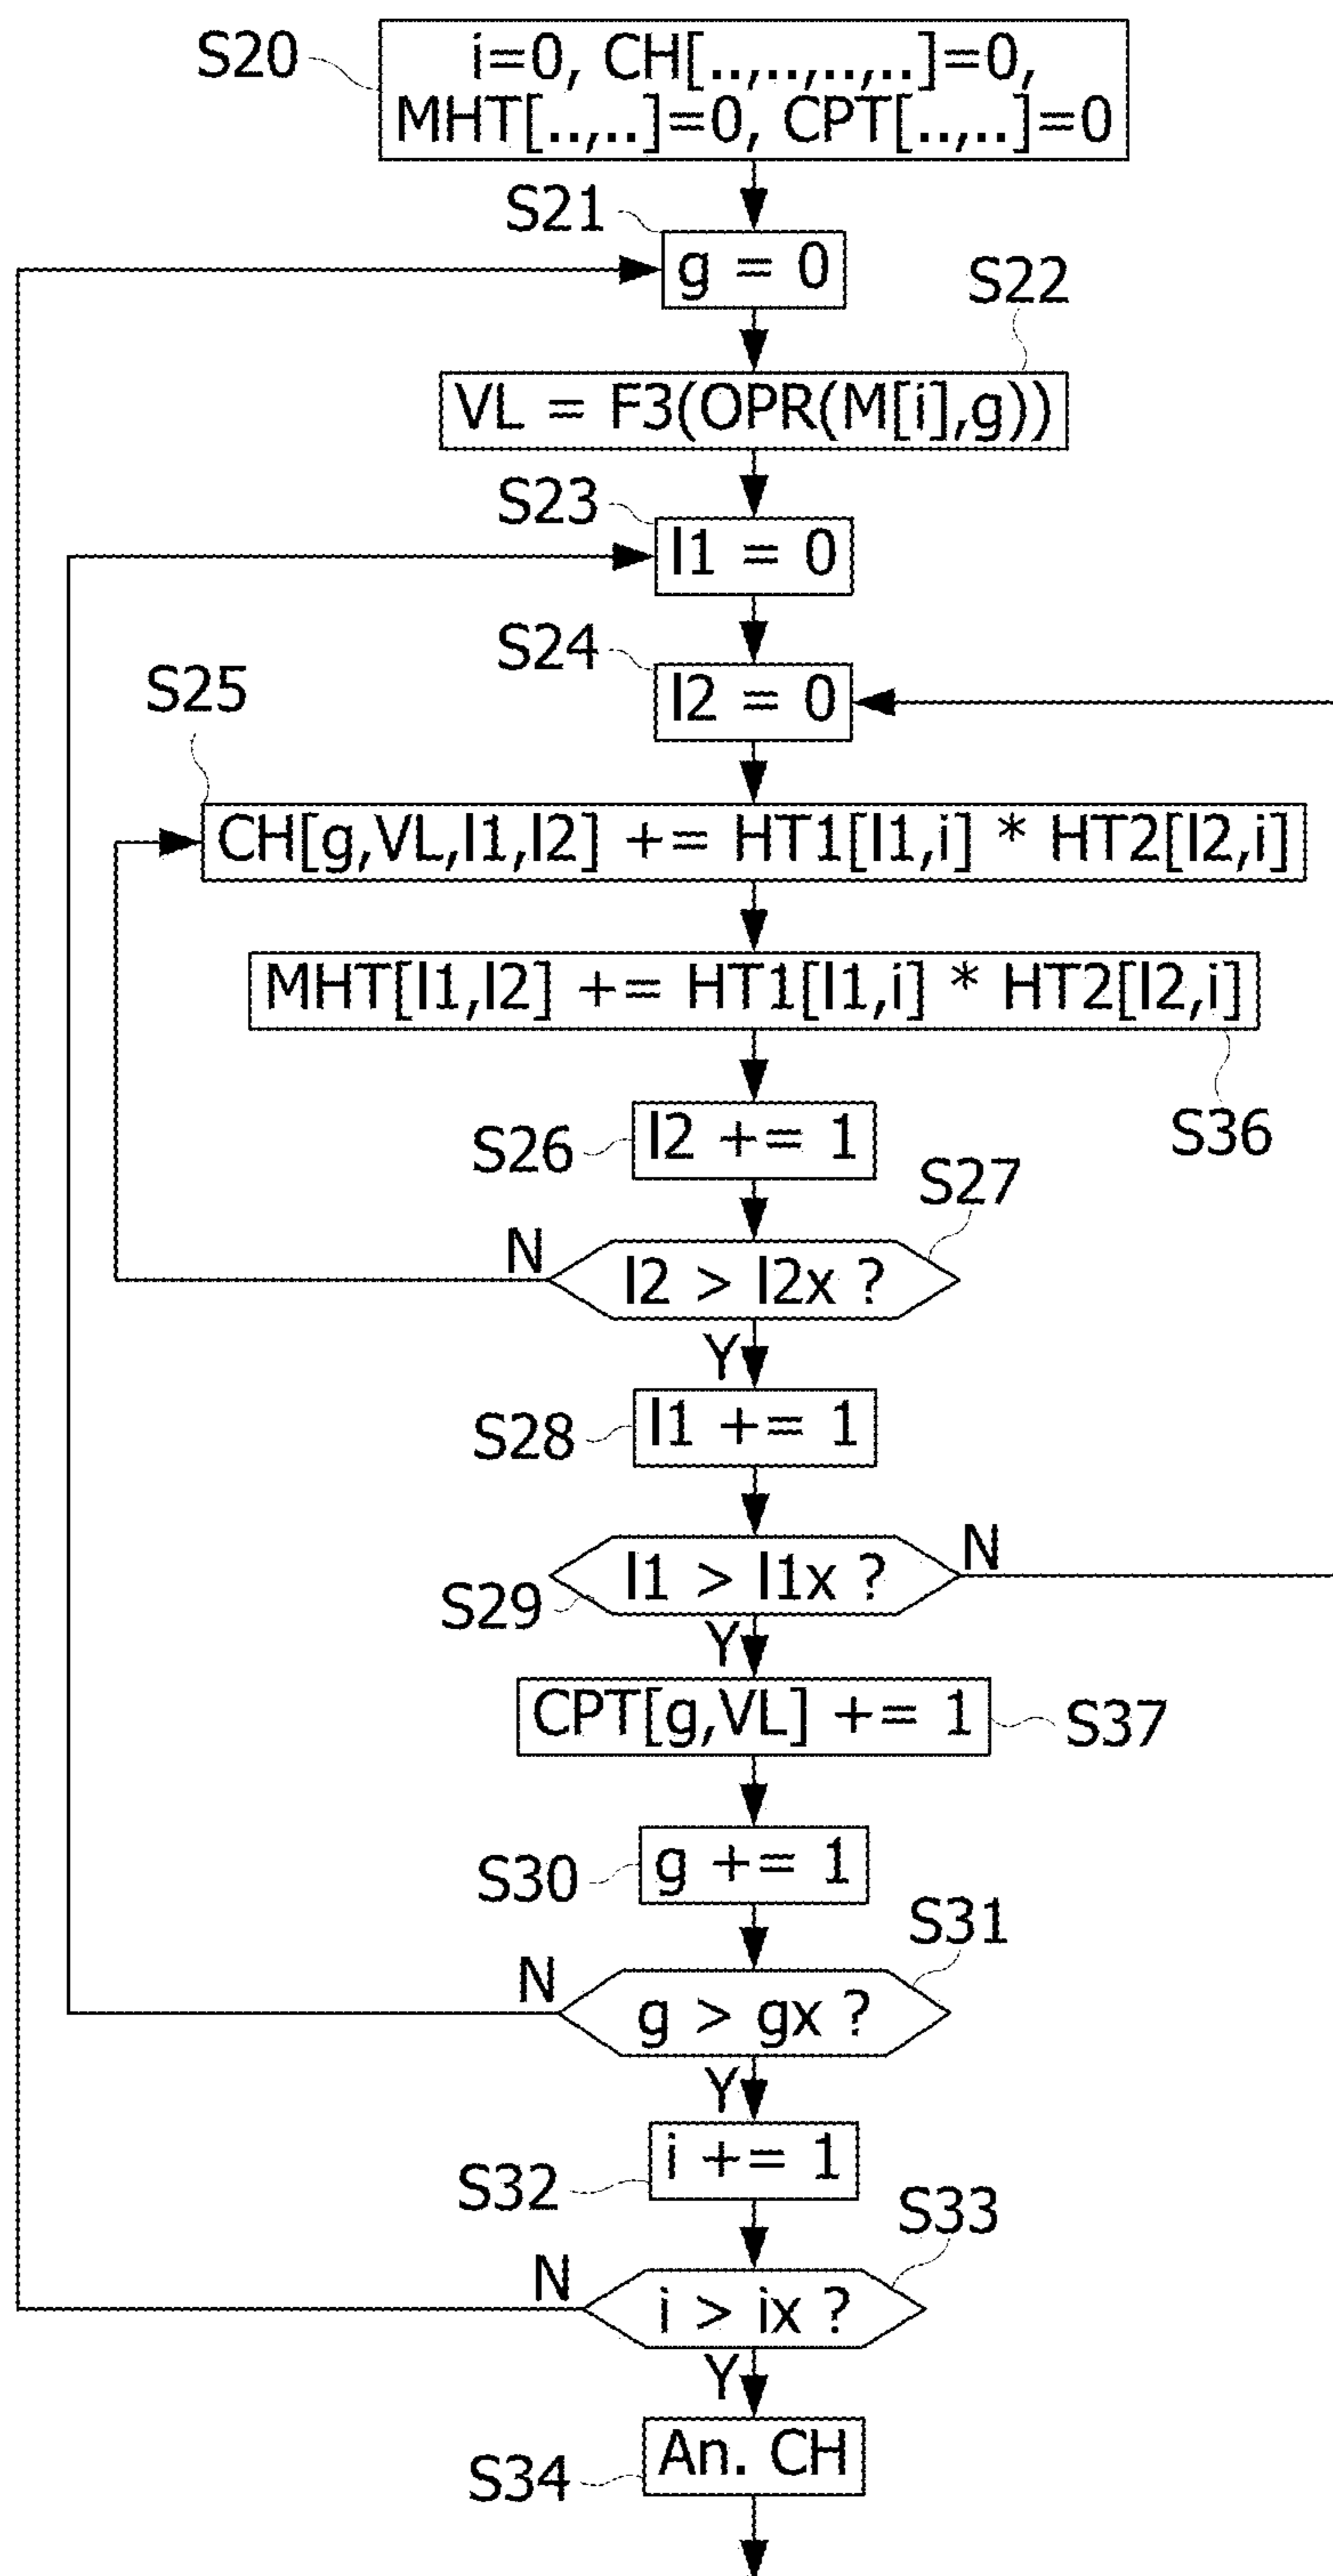 S20
i=0, CH[..,..,..,..]=0,
MHT[..,..]=0, CPT[..,..]=0
S21
g = 0
S22
VL = F3(OPR(M[i],g))
S23
l1 = 0
S24
l2 = 0
S25
CH[g,VL,l1,l2] += HT1[l1,i] * HT2[l2,i]
MHT[l1,l2] += HT1[l1,i] * HT2[l2,i]
S36
S26
l2 += 1
S27
N
l2 > l2x ?
Y
S28
l1 += 1
N
l1 > l1x ?
S29
Y
CPT[g,VL] += 1
S37
S30
g += 1
S31
N
g > gx ?
Y
i += 1
S32
S33
N
i > ix ?
Y
An. CH
S34